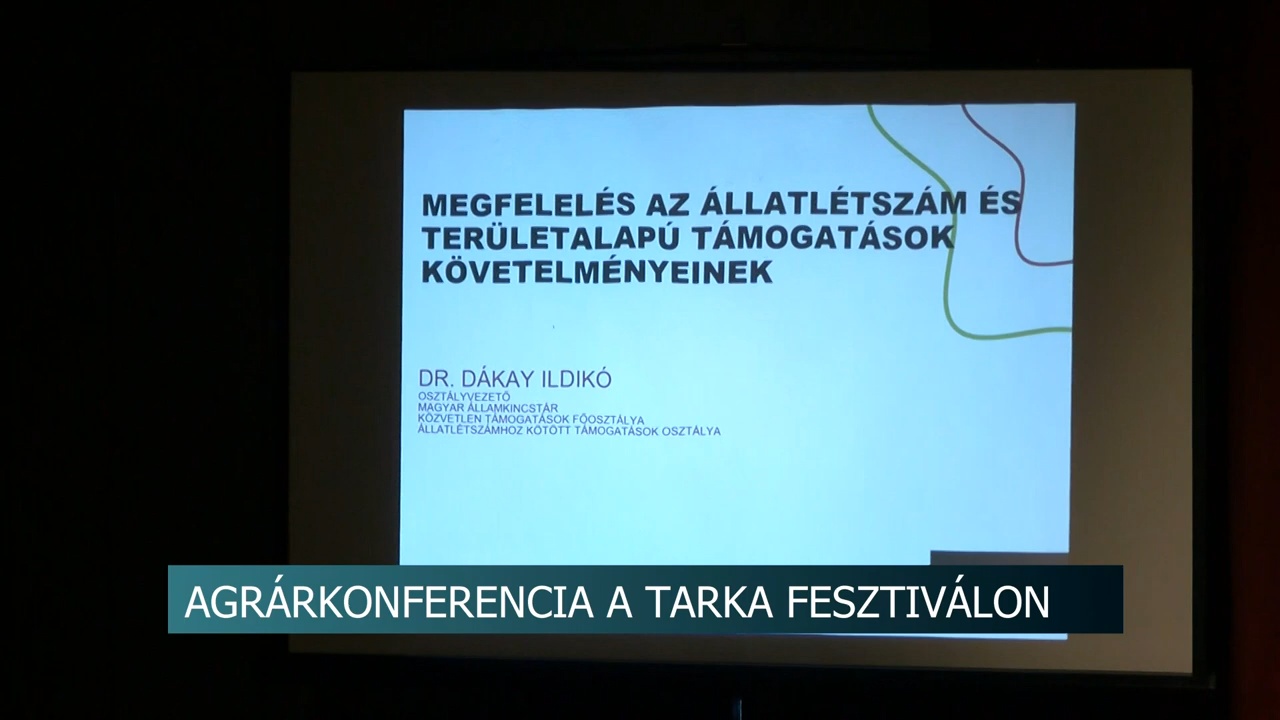 MEGFELELÉS AZ ÁLLATLÉTSZÁM ÉS
TERÜLETALAPÚ TÁMOGATÁSOK
KÖVETELMÉNYEINEK
DR. DÁKAY ILDIKÓ
OSZTÁLYVEZETŐ
MAGYAR ÁLLAMKINCSTÁR
KÖZVETLEN TÁMOGATÁSOK FŐOSZTÁLYA
ÁLLATLÉTSZÁMHOZ KÖTÖTT TÁMOGATÁSOK OSZTÁLYA
AGRÁRKONFERENCIA A TARKA FESZTIVÁLON